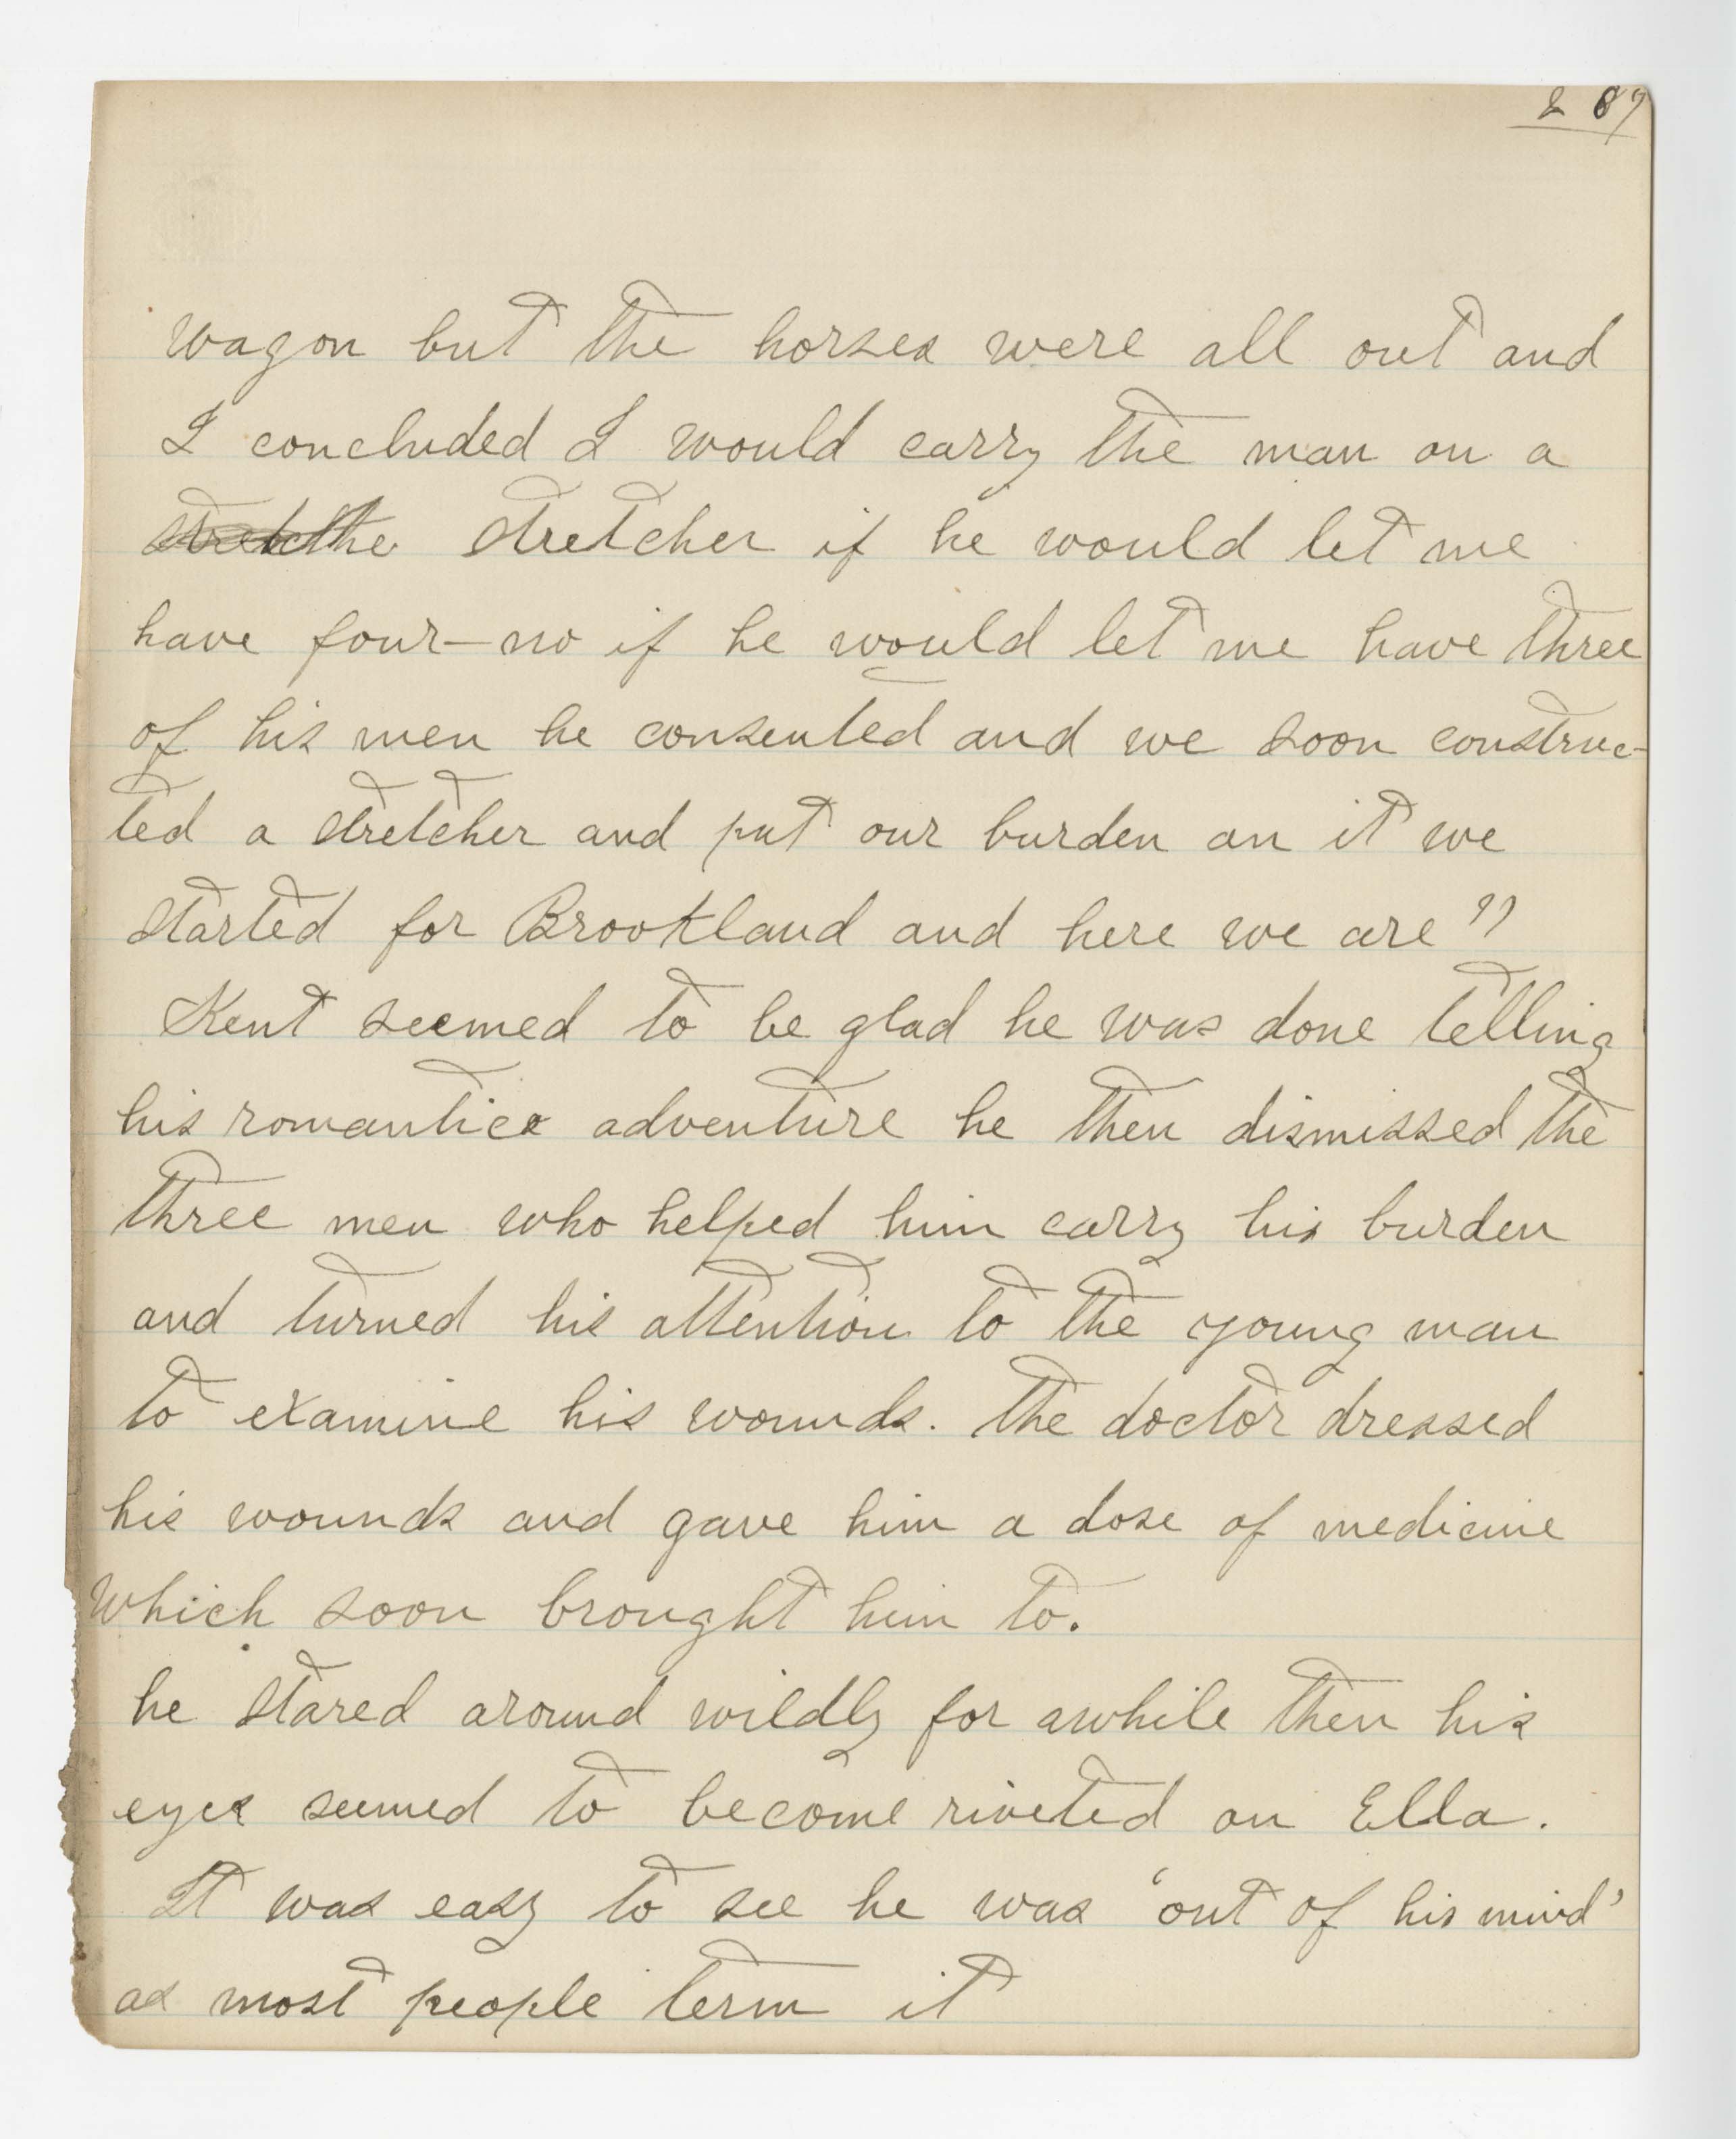 287
wagon but the horses were all out and
I concluded I would carry the man on a
stretcher if he would let me
have four—no if he would let me have three
of his men he consented and we soon construc-
ted a stretcher and put our burden on it we
started for Brookland and here we are"
Kent seemed to be glad he was done telling
his romantics adventure he then dismissed the
three men who helped him carry his burden
and turned his attention to the young man
to examine his wounds. the doctor dressed
his wounds and gave him a dose of medicine
which soon brought him to.
he stared around wildly for awhile then his
eyes seemed to become riveted on Ella.
It was easy to see he was 'out of his mind'
as most people term it